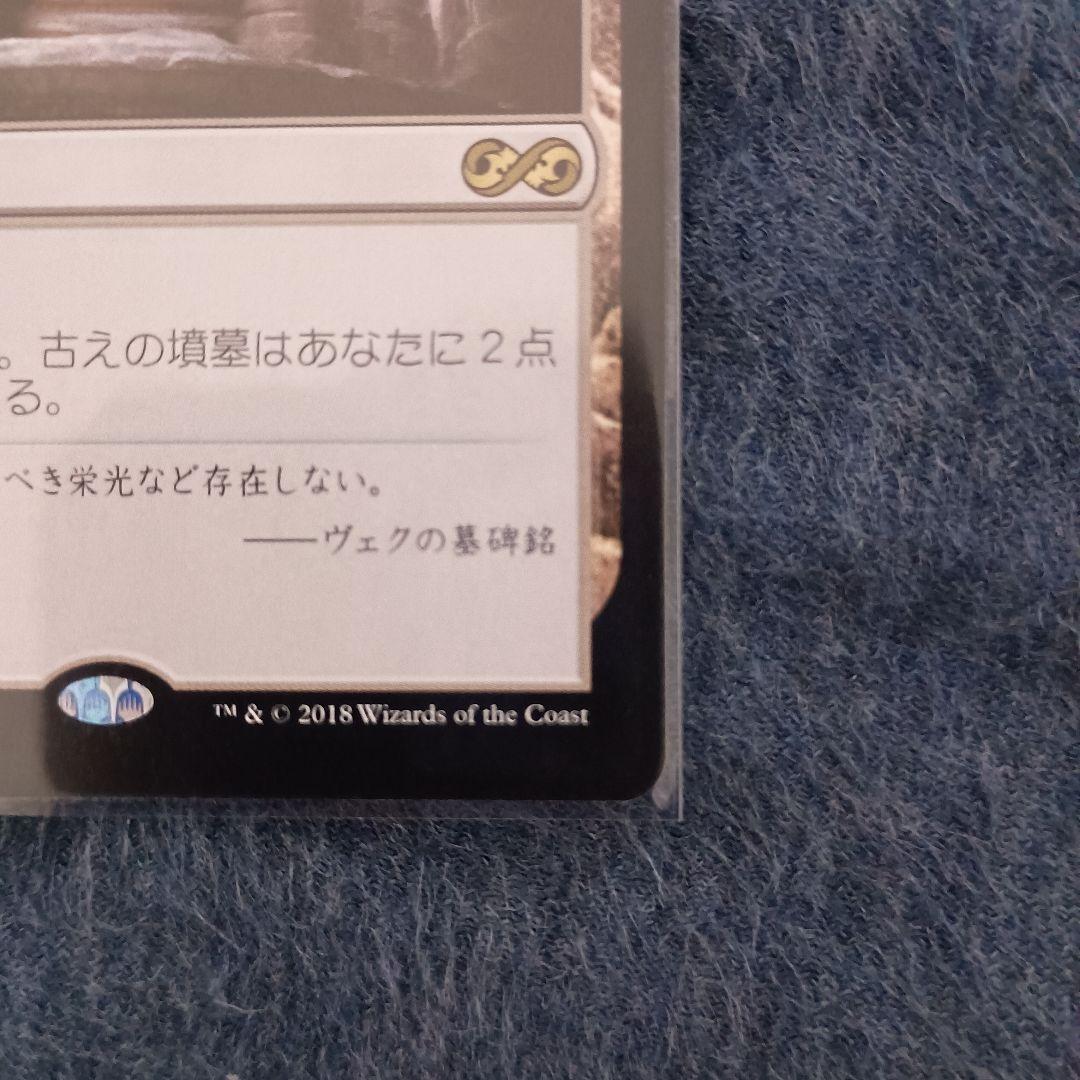 。古えの墳墓はあなたに２点
る。
べき栄光など存在しない。
――ヴェクの墓碑銘
™ & © 2018 Wizards of the Coast